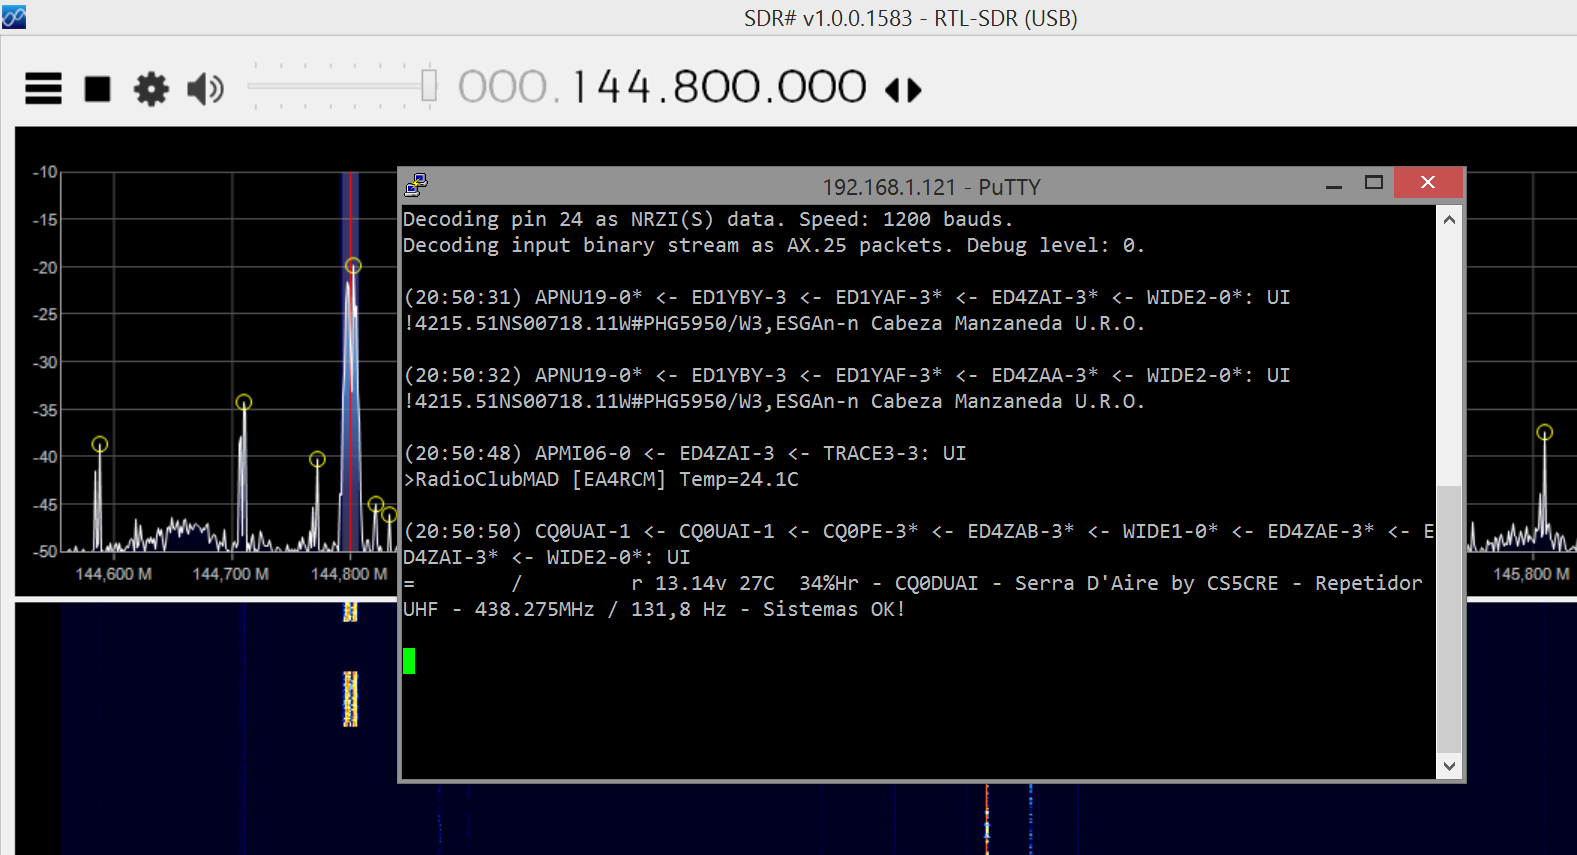 SDR# v1.0.0.1583 - RTL-SDR (USB)
000.144.800.000
192.168.1.121 - PuTTY
Decoding pin 24 as NRZI(S) data. Speed: 1200 bauds.
Decoding input binary stream as AX.25 packets. Debug level: 0.
(20:50:31) APNU19-0* <- ED1YBY-3 <- ED1YAF-3* <- ED4ZAI-3* <- WIDE2-0*: UI
!4215.51NS00718.11W#PHG5950/W3,ESGAn-n Cabeza Manzaneda U.R.O.
(20:50:32) APNU19-0* <- ED1YBY-3 <- ED1YAF-3* <- ED4ZAA-3* <- WIDE2-0*: UI
!4215.51NS00718.11W#PHG5950/W3,ESGAn-n Cabeza Manzaneda U.R.O.
(20:50:48) APMI06-0 <- ED4ZAI-3 <- TRACE3-3: UI
>RadioClubMAD [EA4RCM] Temp=24.1C
(20:50:50) CQ0UAI-1 <- CQ0UAI-1 <- CQ0PE-3* <- ED4ZAB-3* <- WIDE1-0* <- ED4ZAE-3* <- E
D4ZAI-3* <- WIDE2-0*: UI
=        /         r 13.14v 27C  34%Hr - CQ0DUAI - Serra D'Aire by CS5CRE - Repetidor
UHF - 438.275MHz / 131,8 Hz - Sistemas OK!
-10
-15
-20
-25
-30
-35
-40
-45
-50
144,600 M
144,700 M
144,800 M
145,800 M